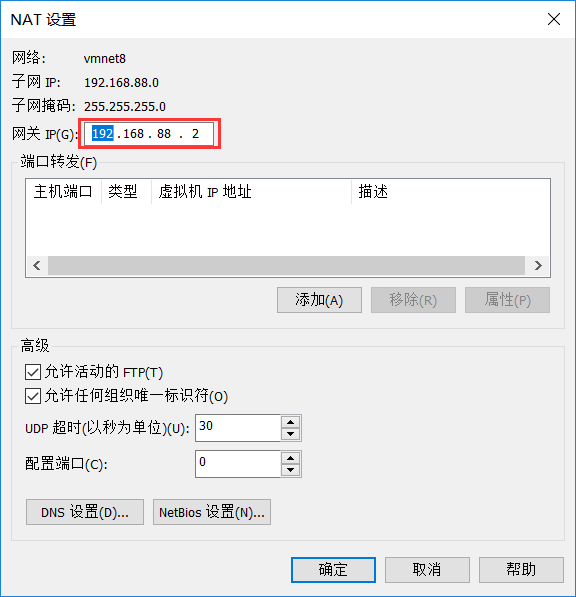 NAT 设置
网络: vmnet8
子网 IP: 192.168.88.0
子网掩码: 255.255.255.0
网关 IP(G): 192 . 168 . 88 . 2
端口转发(F)
主机端口 类型 虚拟机 IP 地址 描述
添加(A) 移除(R) 属性(P)
高级
允许活动的 FTP(T)
允许任何组织唯一标识符(O)
UDP 超时(以秒为单位)(U): 30
配置端口(C): 0
DNS 设置(D)... NetBios 设置(N)...
确定 取消 帮助